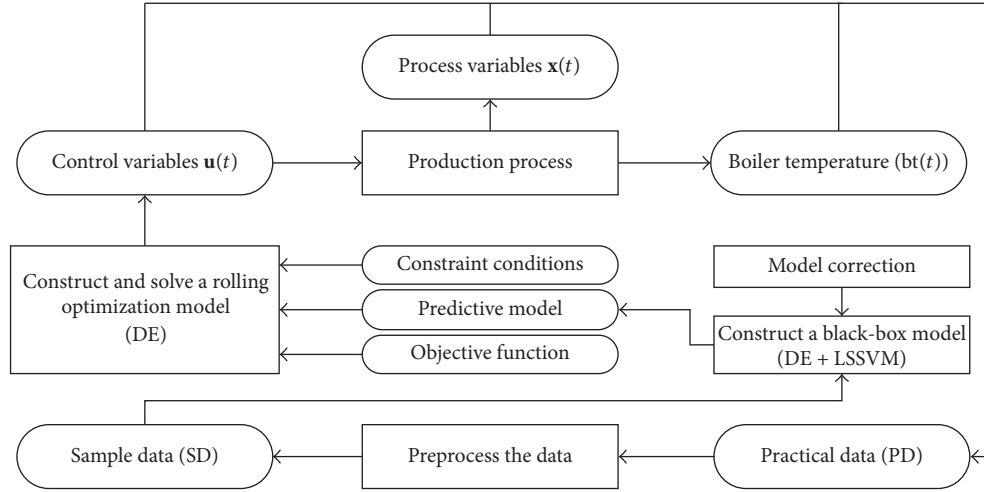 Process variables x(t)
Control variables u(t)
Production process
Boiler temperature (bt(t))
Construct and solve a rolling
optimization model
(DE)
Constraint conditions
Predictive model
Objective function
Model correction
Construct a black-box model
(DE + LSSVM)
Sample data (SD)
Preprocess the data
Practical data (PD)